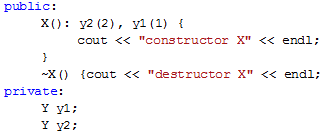 public:
X(): y2(2), y1(1) {
cout << "constructor X" << endl;
}
~X() {cout << "destructor X" << endl;
private:
Y y1;
Y y2;